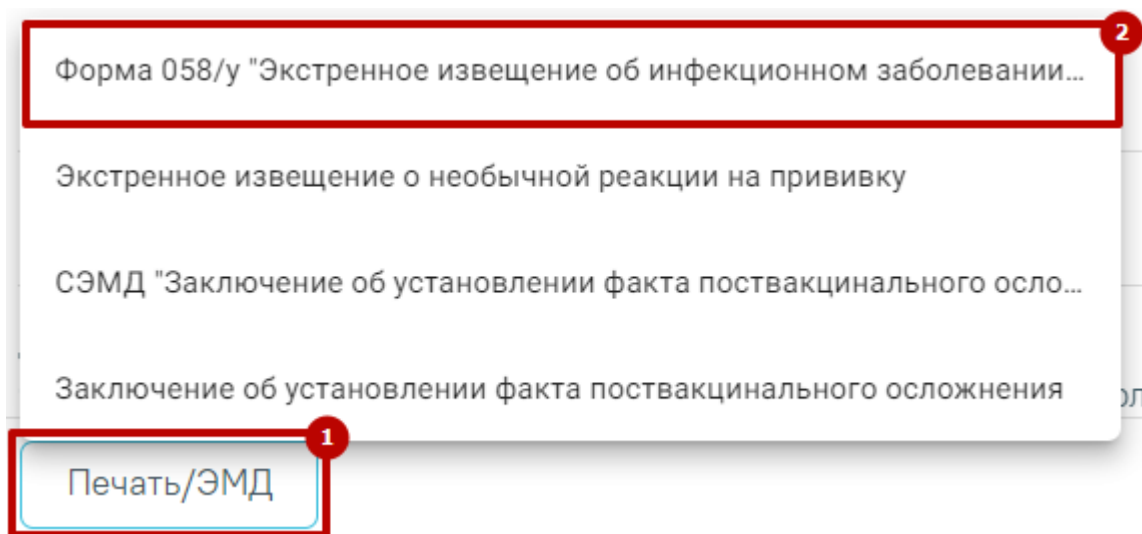 2
Форма 058/у "Экстренное извещение об инфекционном заболевании...
Экстренное извещение о необычной реакции на прививку
СЭМД "Заключение об установлении факта поствакцинального осло...
Заключение об установлении факта поствакцинального осложнения
1
Печать/ЭМД